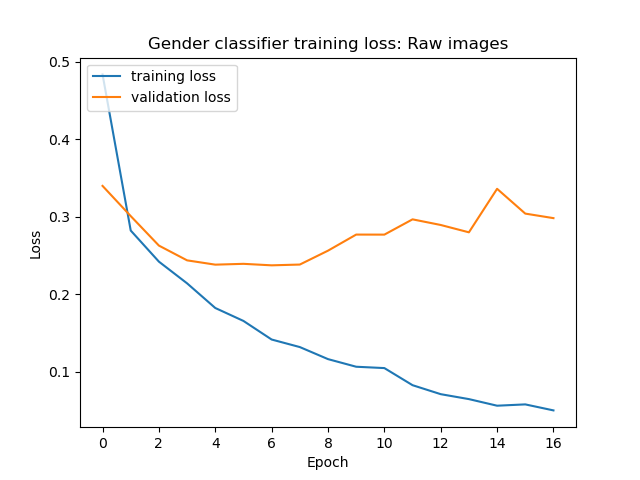 Gender classifier training loss: Raw images
training loss
validation loss
Loss
0.5
0.4
0.3
0.2
0.1
0 2 4 6 8 10 12 14 16
Epoch